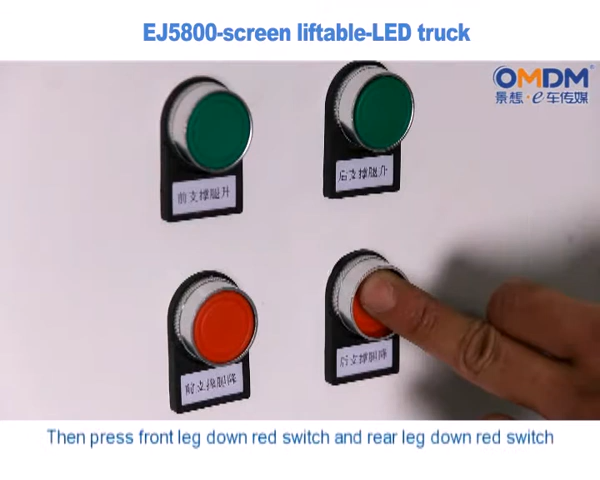 EJ5800-screen liftable-LED truck
OMDM®
景想·e车传媒
前支撑腿升
后支撑腿升
前支撑腿降
后支撑腿降
Then press front leg down red switch and rear leg down red switch